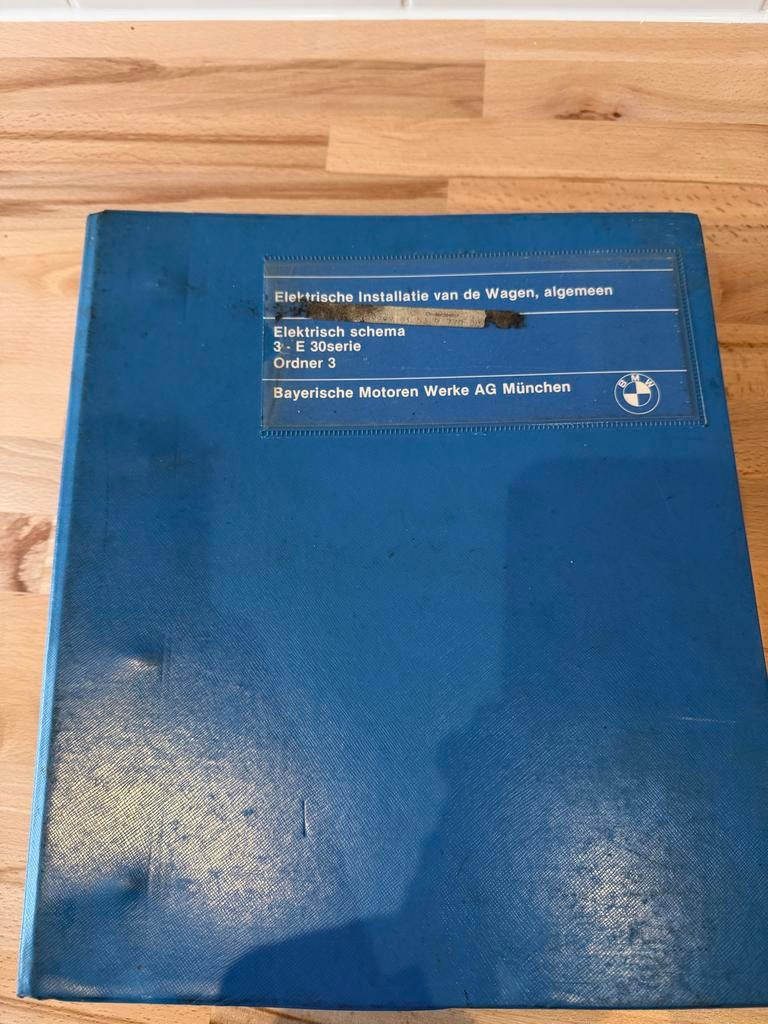 Elektrische Installatie van de Wagen, algemeen
Elektrisch schema
3 - E 30serie
Ordner 3
Bayerische Motoren Werke AG München
BMW